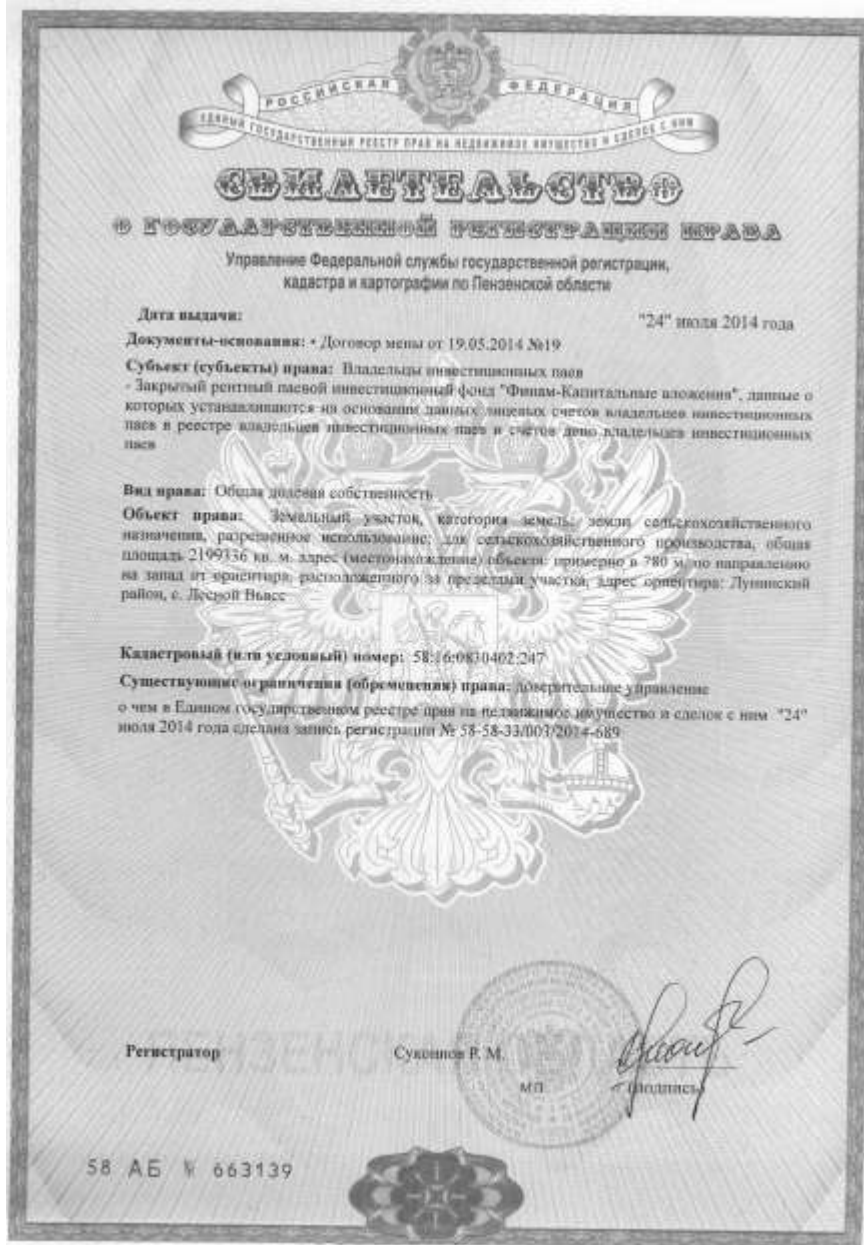 РОССИЙСКАЯ ФЕДЕРАЦИЯ
ЕДИНЫЙ ГОСУДАРСТВЕННЫЙ РЕЕСТР ПРАВ НА НЕДВИЖИМОЕ ИМУЩЕСТВО И СДЕЛОК С НИМ
СВИДЕТЕЛЬСТВО
О ГОСУДАРСТВЕННОЙ РЕГИСТРАЦИИ ПРАВА
Управление Федеральной службы государственной регистрации,
кадастра и картографии по Пензенской области
Дата выдачи: "24" июля 2014 года
Документы-основания: • Договор мены от 19.05.2014 №19
Субъект (субъекты) права: Владельцы инвестиционных паев
- Закрытый рентный паевой инвестиционный фонд "Финам-Капитальные вложения", данные о
которых устанавливаются на основании данных лицевых счетов владельцев инвестиционных
паев в реестре владельцев инвестиционных паев и счетов депо владельцев инвестиционных
паев
Вид права: Общая долевая собственность
Объект права: Земельный участок, категория земель: земли сельскохозяйственного
назначения, разрешенное использование: для сельскохозяйственного производства, общая
площадь 2199336 кв. м, адрес (местонахождение) объекта: примерно в 780 м, по направлению
на запад от ориентира, расположенного за пределами участка, адрес ориентира: Лунинский
район, с. Лесной Вьясс
Кадастровый (или условный) номер: 58:16:0830402:247
Существующие ограничения (обременения) права: доверительное управление
о чем в Едином государственном реестре прав на недвижимое имущество и сделок с ним "24"
июля 2014 года сделана запись регистрации № 58-58-33/003/2014-689
Регистратор Суконнов Р. М.
М.П. (подпись)
58 АБ № 663139